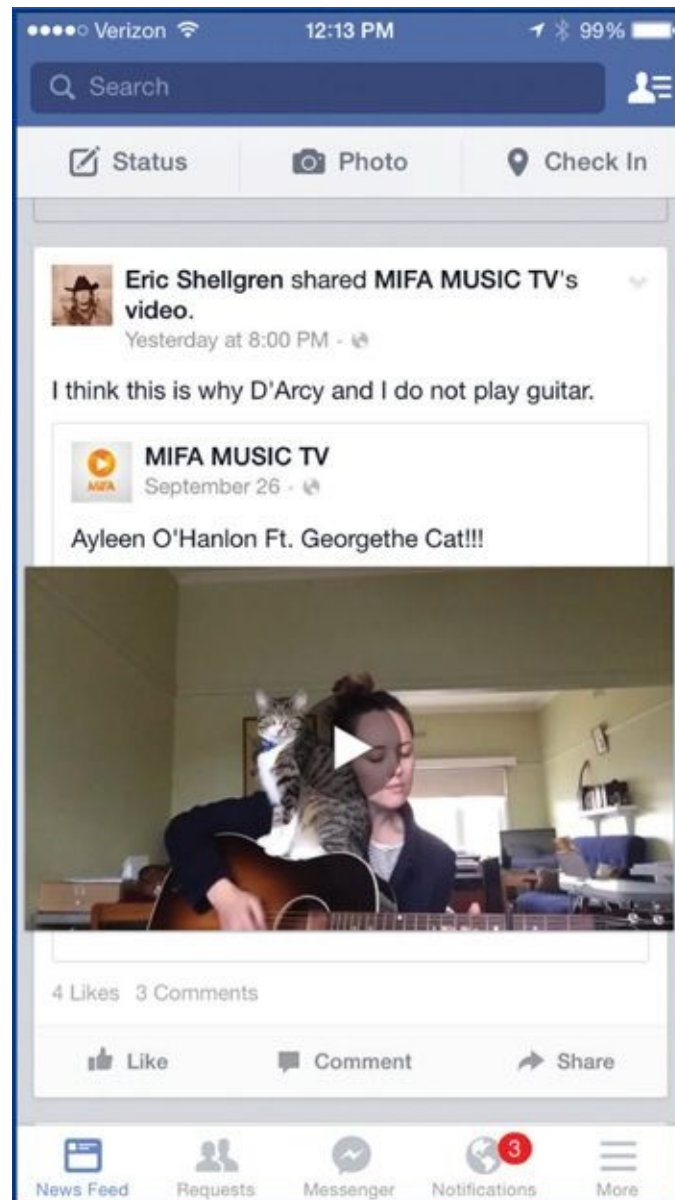 Verizon 12:13 PM 99%
Search
Status Photo Check In
Eric Shellgren shared MIFA MUSIC TV's
video.
Yesterday at 8:00 PM ·
I think this is why D'Arcy and I do not play guitar.
MIFA
MIFA MUSIC TV
September 26 ·
Ayleen O'Hanlon Ft. Georgethe Cat!!!
4 Likes 3 Comments
Like Comment Share
3
News Feed Requests Messenger Notifications More